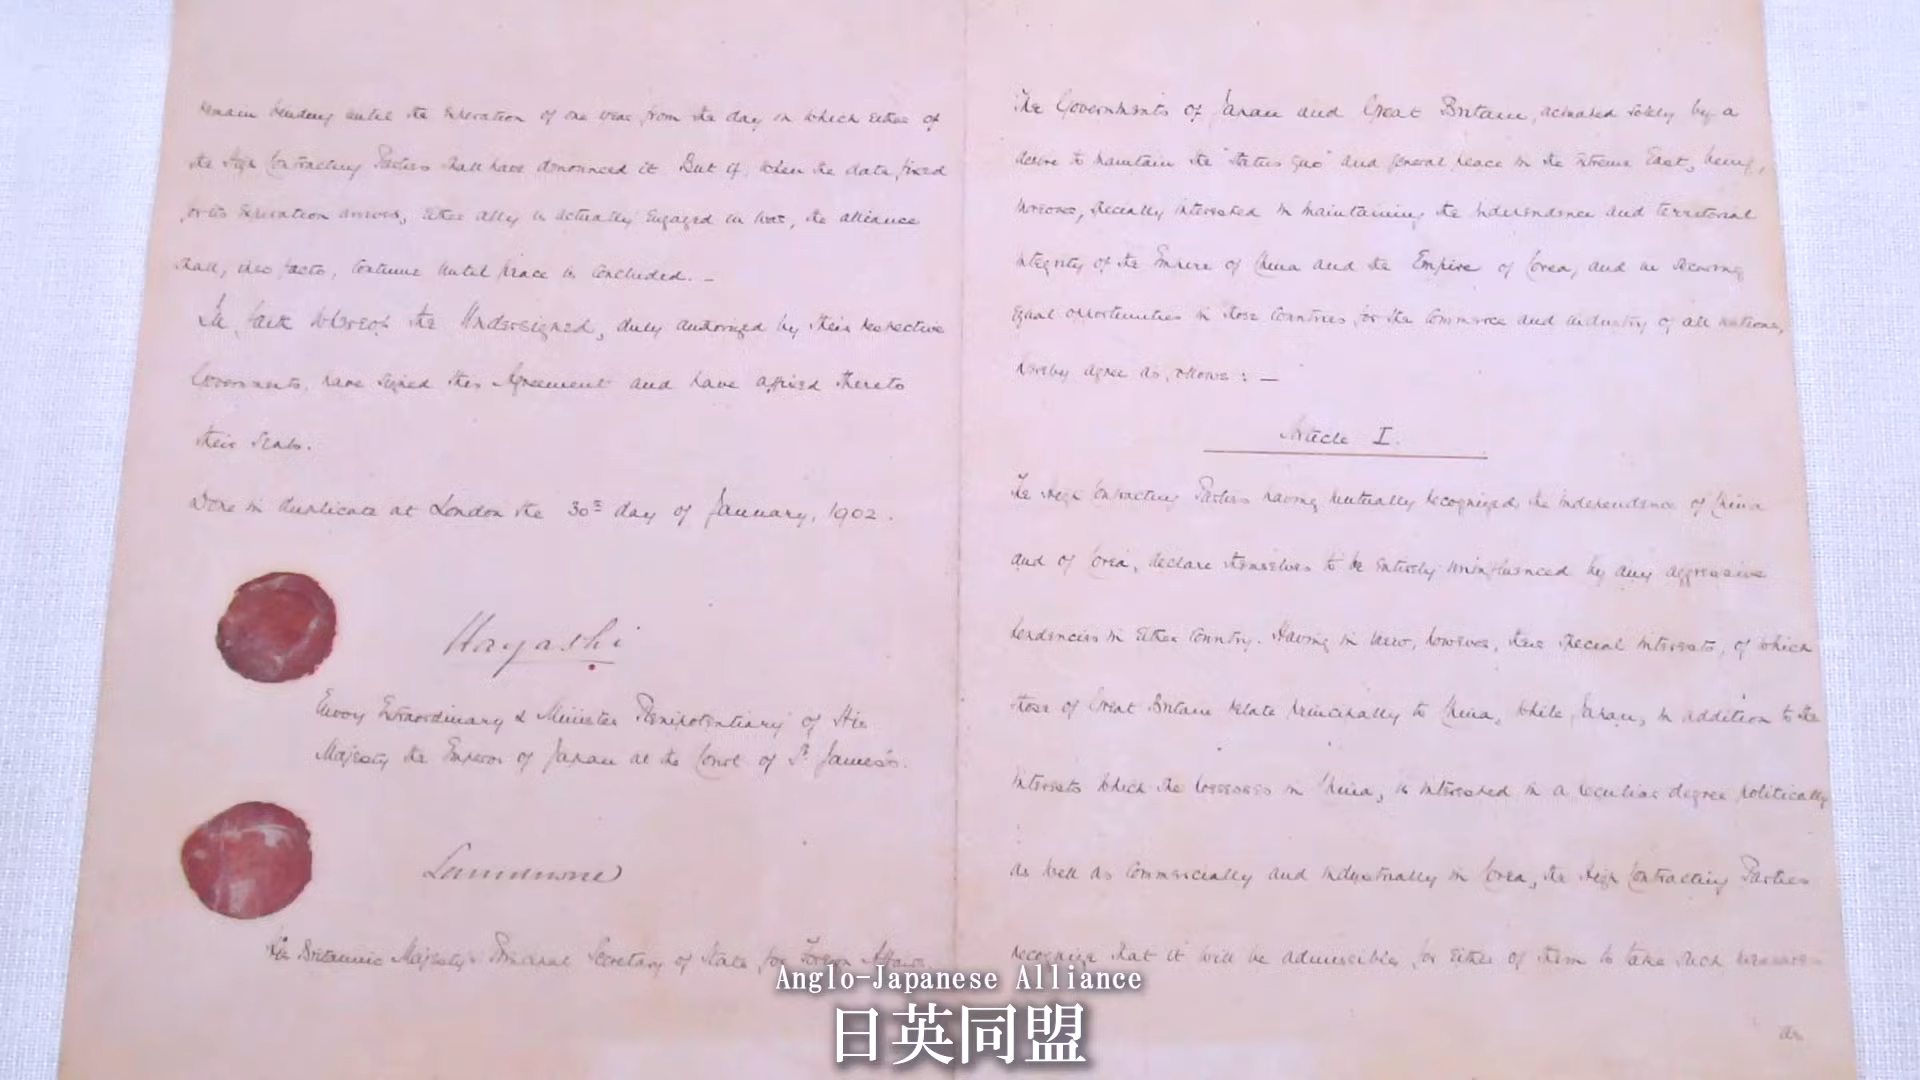 remain binding until the expiration of one year from the day on which either of
the High Contracting Parties shall have denounced it. But if, when the date fixed
for its expiration arrives, either ally is actually engaged in war, the alliance
shall, ipso facto, continue until peace is concluded. —
In faith whereof the Undersigned, duly authorized by their respective
Governments, have signed this Agreement and have affixed thereto
their Seals.
Done in duplicate at London the 30th day of January, 1902.
Hayashi
Envoy Extraordinary & Minister Plenipotentiary of His
Majesty the Emperor of Japan at the Court of St. James's.
Lansdowne
His Britannic Majesty's Principal Secretary of State for Foreign Affairs
The Governments of Japan and Great Britain, actuated solely by a
desire to maintain the "status quo" and general peace in the Extreme East, being,
moreover, specially interested in maintaining the independence and territorial
integrity of the Empire of China and the Empire of Corea, and in securing
equal opportunities in those countries for the commerce and industry of all nations,
hereby agree as follows: —
Article I.
The High Contracting Parties having mutually recognized the independence of China
and of Corea, declare themselves to be entirely uninfluenced by any aggressive
tendencies in either country. Having in view, however, their special interests, of which
those of Great Britain relate principally to China, while Japan, in addition to the
interests which she possesses in China, is interested in a peculiar degree politically
as well as commercially and industrially in Corea, the High Contracting Parties
recognize that it will be admissible for either of them to take such measures
as
Anglo-Japanese Alliance
日英同盟